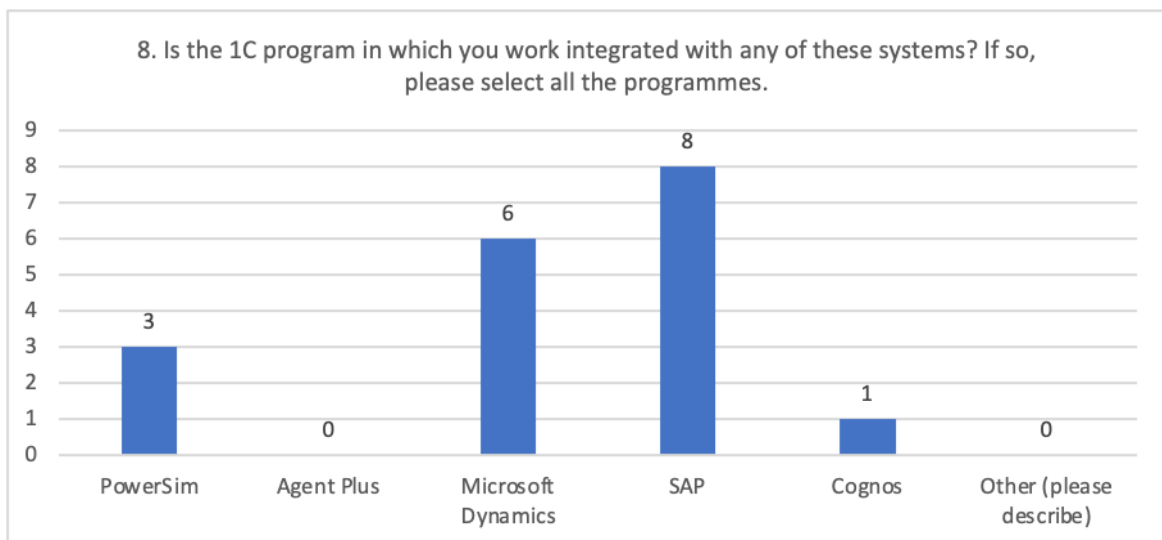 8. Is the 1C program in which you work integrated with any of these systems? If so,
please select all the programmes.
9
8
7
6
5
4
3
2
1
0
3
0
6
8
1
0
PowerSim
Agent Plus
Microsoft
Dynamics
SAP
Cognos
Other (please
describe)